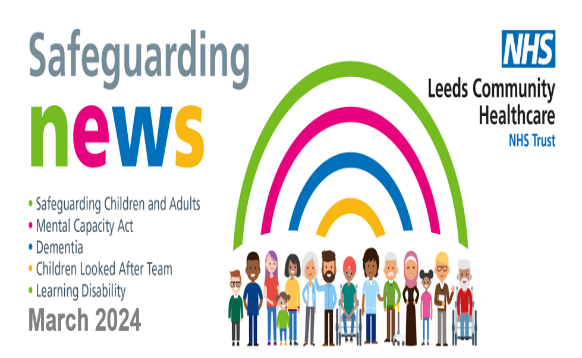 Safeguarding
news
• Safeguarding Children and Adults
• Mental Capacity Act
• Dementia
• Children Looked After Team
• Learning Disability
March 2024
NHS
Leeds Community
Healthcare
NHS Trust